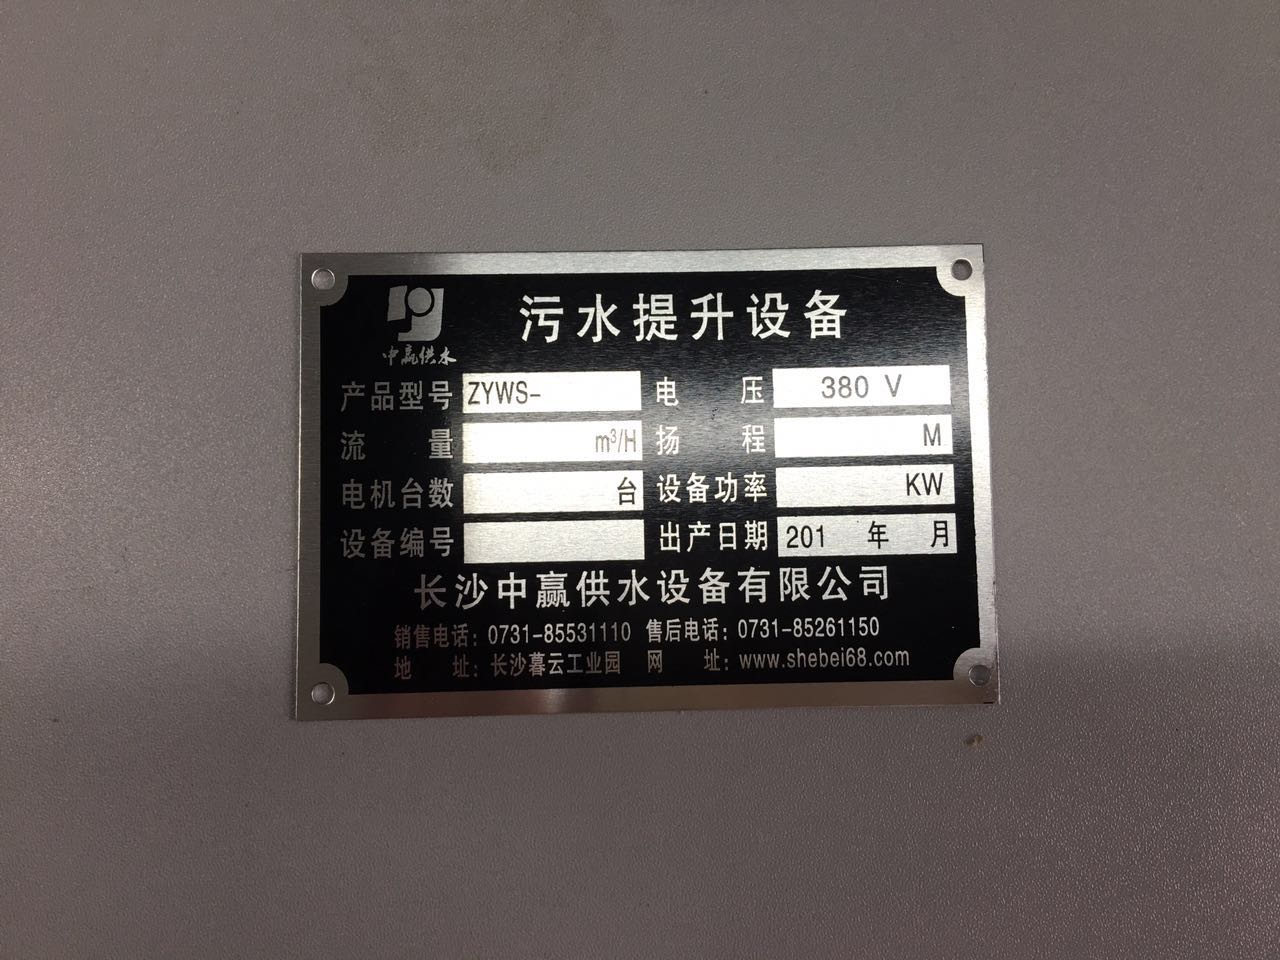 污水提升设备
中赢供水
产品型号 ZYWS- 电压 380 V
流量 m³/H 扬程 M
电机台数 台 设备功率 KW
设备编号 出产日期 201 年 月
长沙中赢供水设备有限公司
销售电话: 0731-85531110 售后电话: 0731-85261150
地址: 长沙暮云工业园 网址: www.shebei68.com